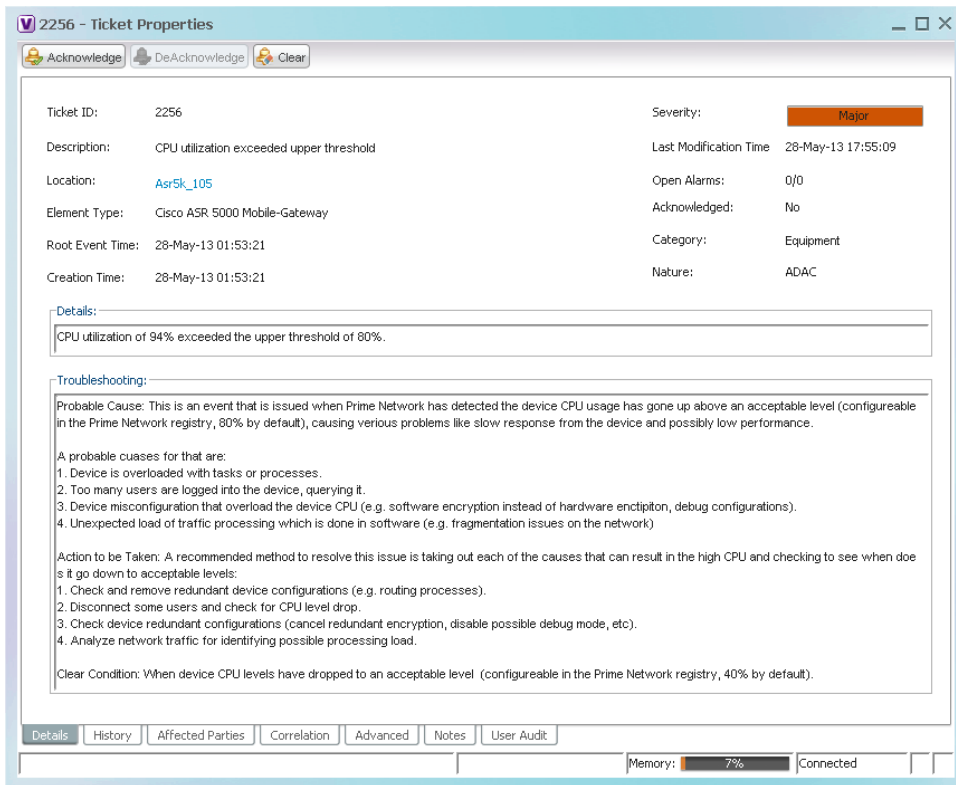 V 2256 - Ticket Properties
Acknowledge DeAcknowledge Clear
Ticket ID: 2256 Severity: Major
Description: CPU utilization exceeded upper threshold Last Modification Time 28-May-13 17:55:09
Location: Asr5k_105 Open Alarms: 0/0
Element Type: Cisco ASR 5000 Mobile-Gateway Acknowledged: No
Root Event Time: 28-May-13 01:53:21 Category: Equipment
Creation Time: 28-May-13 01:53:21 Nature: ADAC
Details:
CPU utilization of 94% exceeded the upper threshold of 80%.
Troubleshooting:
Probable Cause: This is an event that is issued when Prime Network has detected the device CPU usage has gone up above an acceptable level (configureable
in the Prime Network registry, 80% by default), causing verious problems like slow response from the device and possibly low performance.
A probable cuases for that are:
1. Device is overloaded with tasks or processes.
2. Too many users are logged into the device, querying it.
3. Device misconfiguration that overload the device CPU (e.g. software encryption instead of hardware enctipiton, debug configurations).
4. Unexpected load of traffic processing which is done in software (e.g. fragmentation issues on the network)
Action to be Taken: A recommended method to resolve this issue is taking out each of the causes that can result in the high CPU and checking to see when doe
s it go down to acceptable levels:
1. Check and remove redundant device configurations (e.g. routing processes).
2. Disconnect some users and check for CPU level drop.
3. Check device redundant configurations (cancel redundant encryption, disable possible debug mode, etc).
4. Analyze network traffic for identifying possible processing load.
Clear Condition: When device CPU levels have dropped to an acceptable level (configureable in the Prime Network registry, 40% by default).
Details History Affected Parties Correlation Advanced Notes User Audit
Memory: 7% Connected